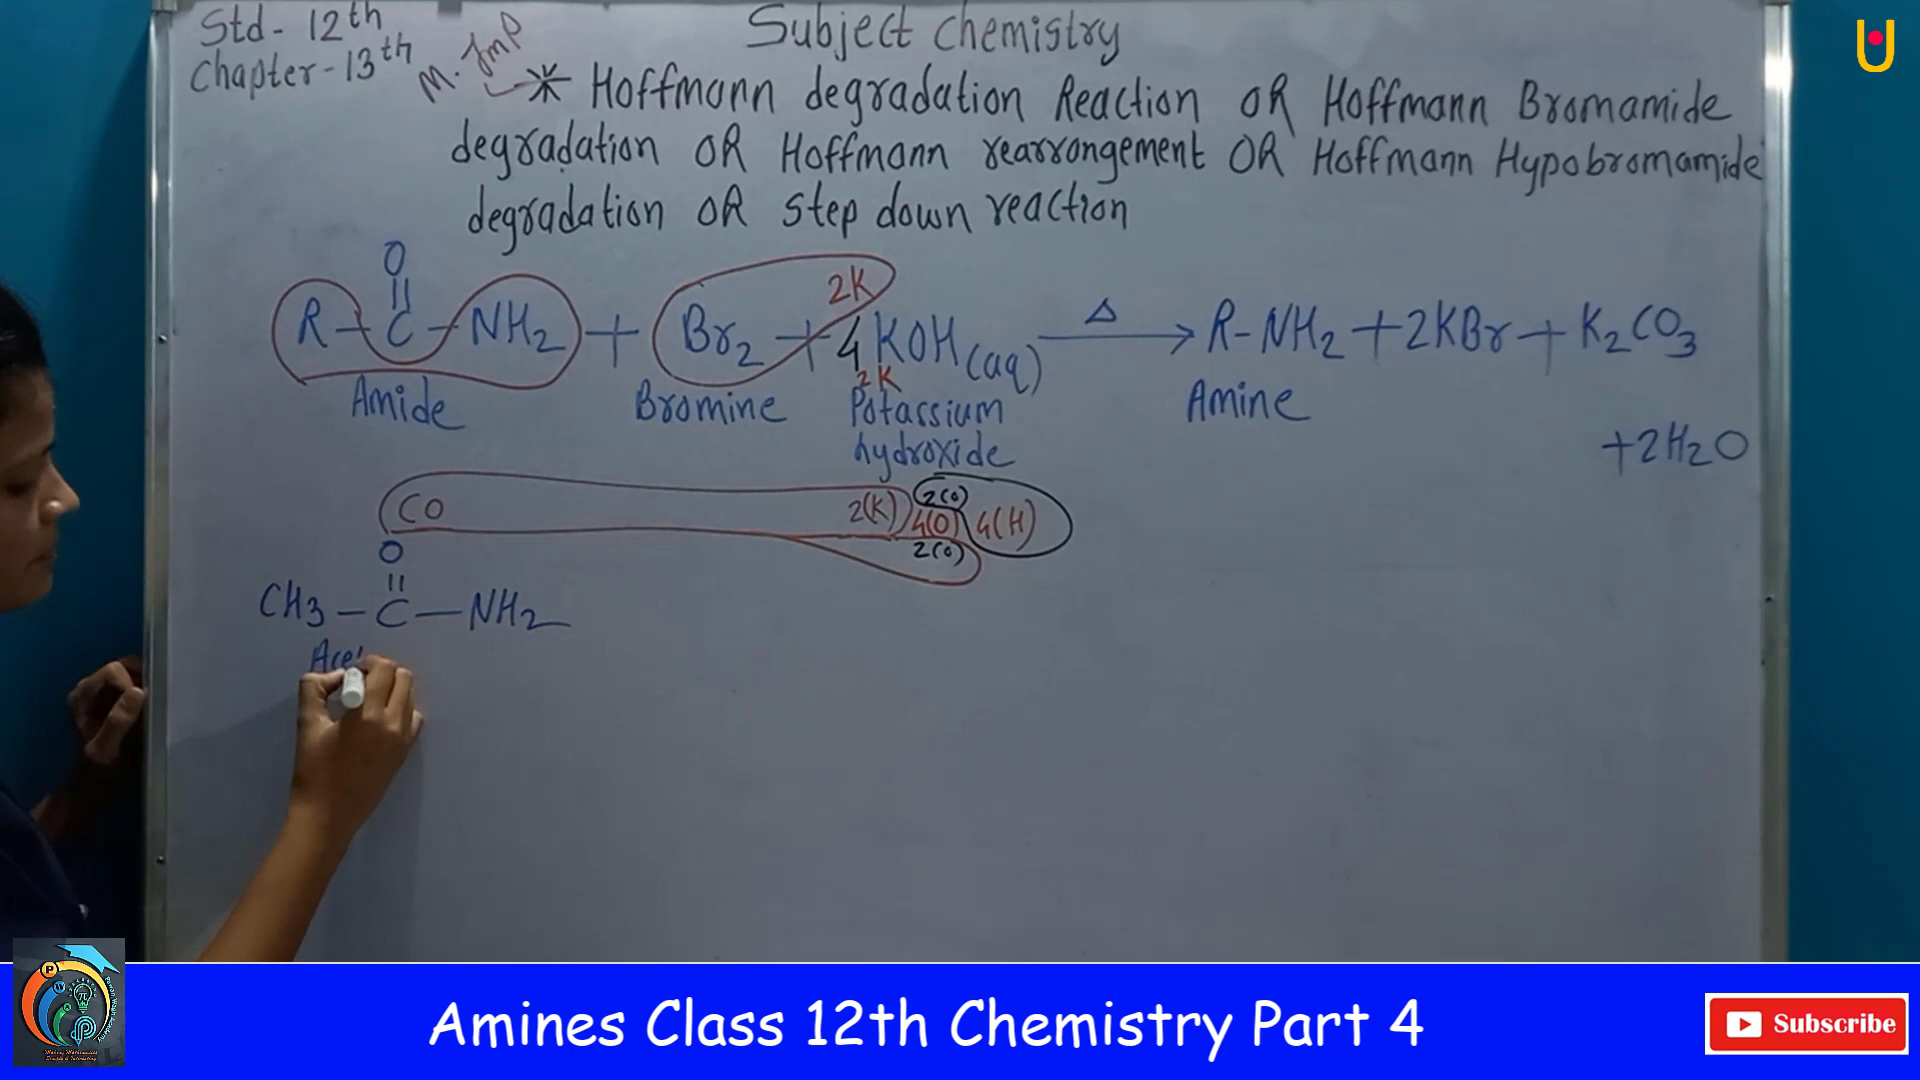 Std - 12th
Chapter - 13th
M. Imp
Subject Chemistry
* Hoffmann degradation Reaction OR Hoffmann Bromamide
degradation OR Hoffmann rearrongement OR Hoffmann Hypobromamide
degradation OR Step down reaction
O
||
R - C - NH2 + Br2 + 4KOH(aq) Δ → R-NH2 + 2KBr + K2CO3
2K
2K
Amide Bromine Potassium hydroxide Amine
+2H2O
CO 2(K) 4(O) 4(H)
2(O)
2(O)
O
||
CH3 - C - NH2
Acet
Amines Class 12th Chemistry Part 4
Subscribe